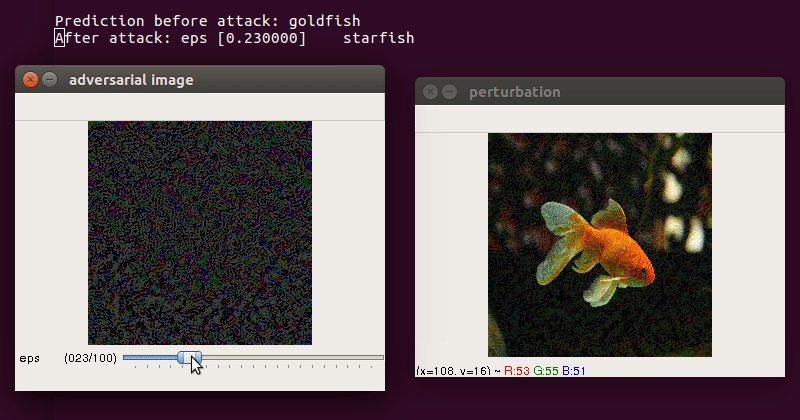 Prediction before attack: goldfish
After attack: eps [0.230000] starfish
adversarial image
perturbation
eps (023/100)
(x=108, y=16) ~ R:53 G:55 B:51